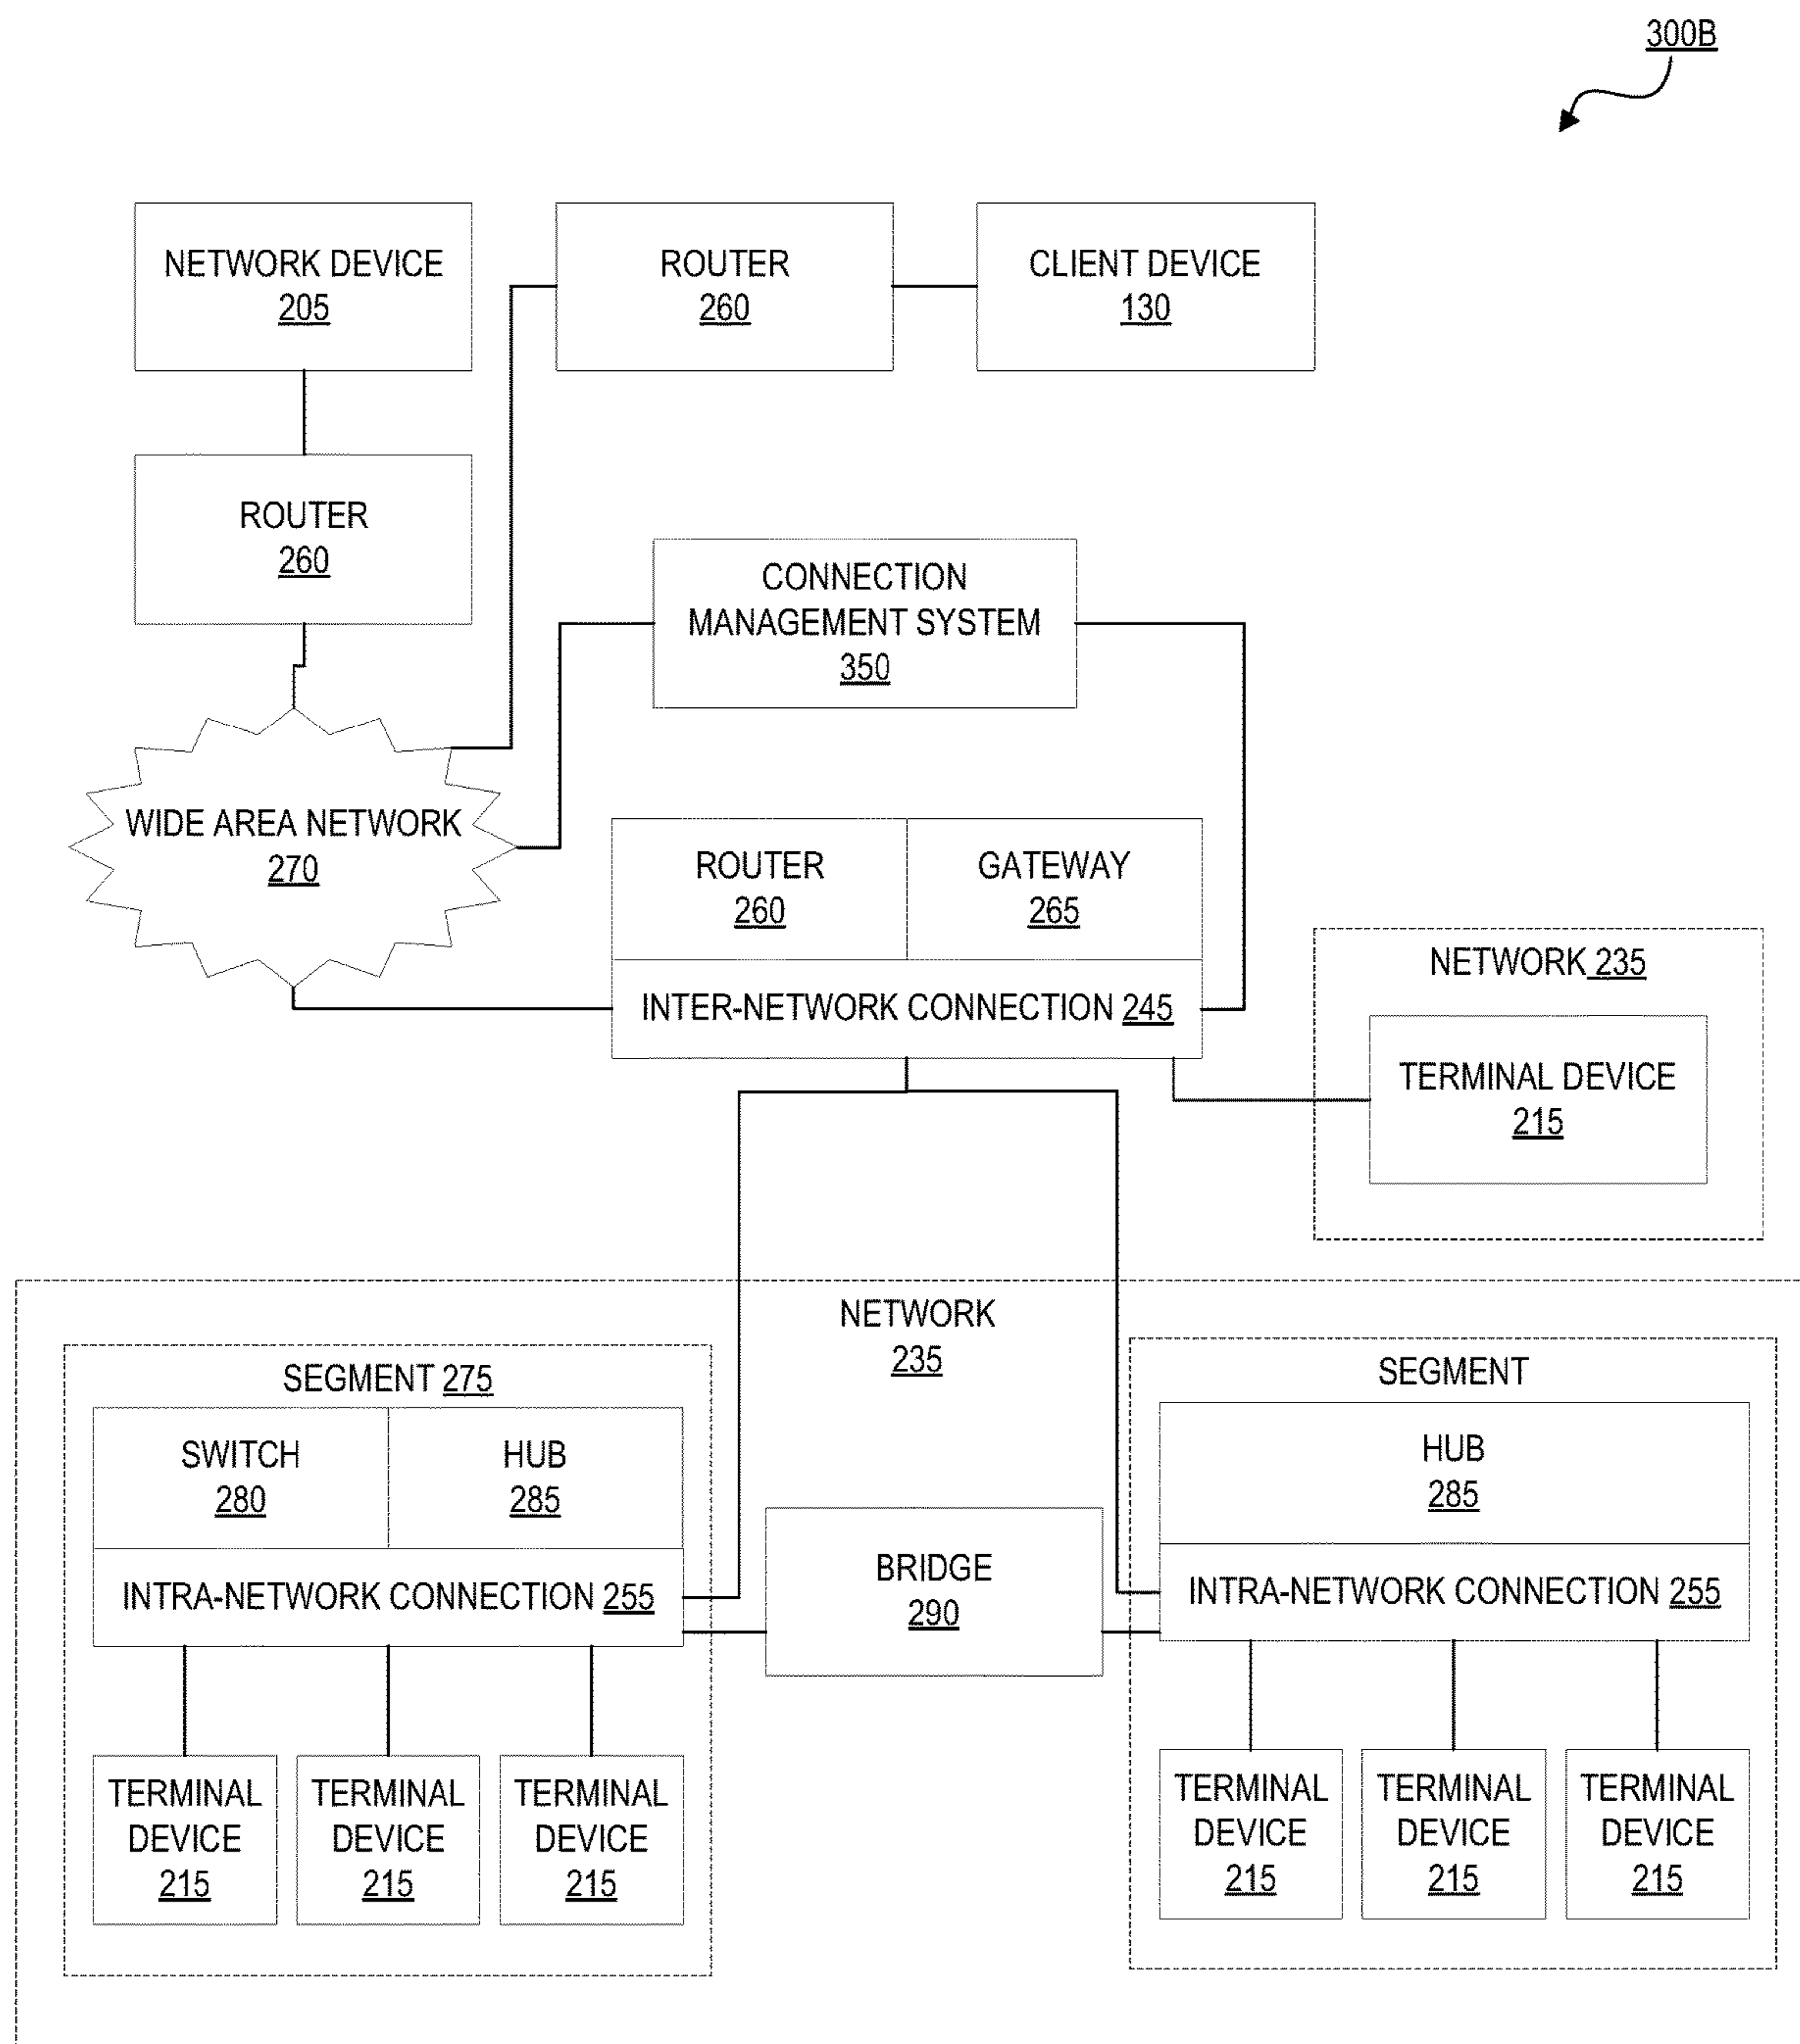 300B
NETWORK DEVICE
205
ROUTER
260
CLIENT DEVICE
130
ROUTER
260
CONNECTION
MANAGEMENT SYSTEM
350
WIDE AREA NETWORK
270
ROUTER
260
GATEWAY
265
INTER-NETWORK CONNECTION 245
NETWORK 235
TERMINAL DEVICE
215
NETWORK
235
SEGMENT 275
SWITCH
280
HUB
285
INTRA-NETWORK CONNECTION 255
TERMINAL
DEVICE
215
TERMINAL
DEVICE
215
TERMINAL
DEVICE
215
BRIDGE
290
SEGMENT
HUB
285
INTRA-NETWORK CONNECTION 255
TERMINAL
DEVICE
215
TERMINAL
DEVICE
215
TERMINAL
DEVICE
215